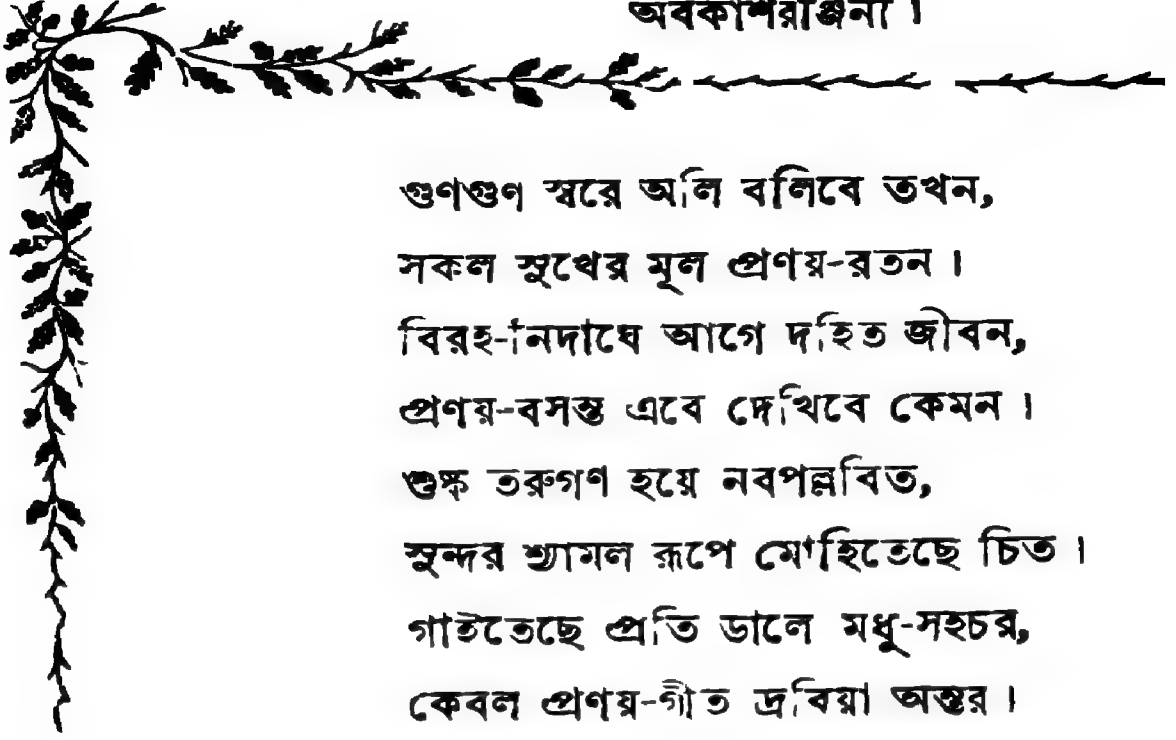 অবকাশরঞ্জিনী।
গুণগুণ স্বরে অলি বলিবে তখন,
সকল সুখের মূল প্রণয়-রতন।
বিরহ-নিদাঘে আগে দহিত জীবন,
প্রণয়-বসন্ত এবে দেখিবে কেমন।
শুষ্ক তরুগণ হয়ে নবপল্লবিত,
সুন্দর শ্যামল রূপে মোহিতেছে চিত।
গাইতেছে প্রতি ডালে মধু-সহচর,
কেবল প্রণয়-গীত দ্রবিয়া অন্তর।